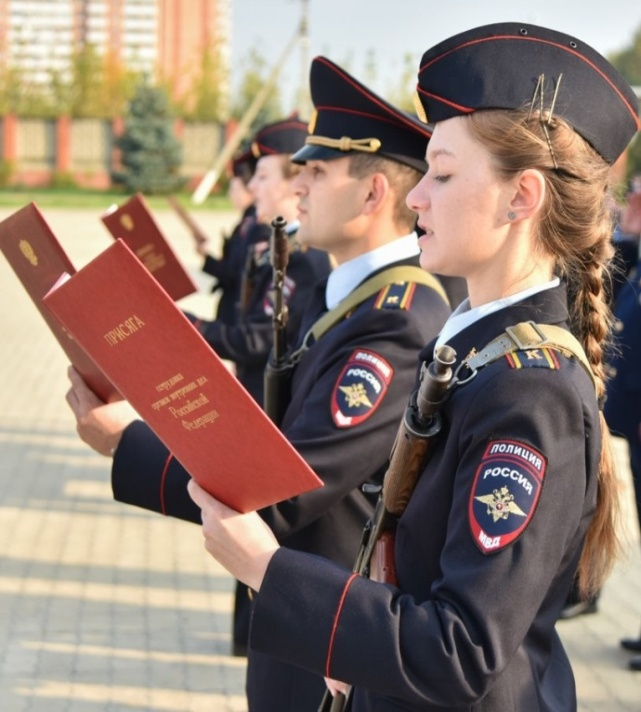 ПРИСЯГА
сотрудника
органов внутренних дел
Российской
Федерации
ПОЛИЦИЯ
РОССИЯ
ПОЛИЦИЯ
РОССИЯ
МВД
К